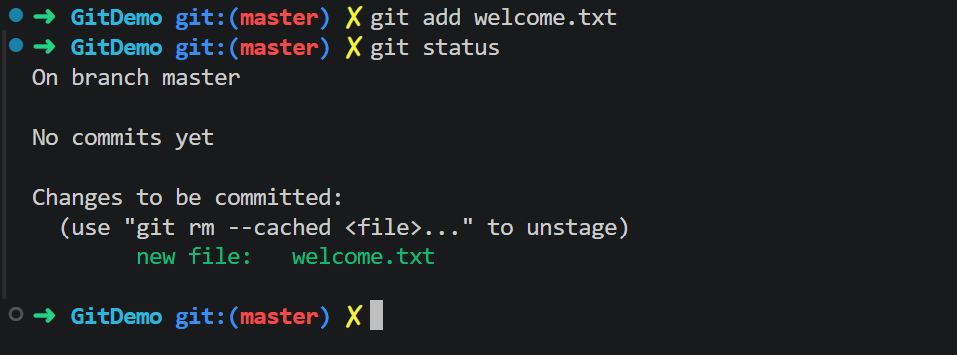 ➜ GitDemo git:(master) ✗ git add welcome.txt
➜ GitDemo git:(master) ✗ git status
On branch master
No commits yet
Changes to be committed:
(use "git rm --cached <file>..." to unstage)
new file: welcome.txt
➜ GitDemo git:(master) ✗